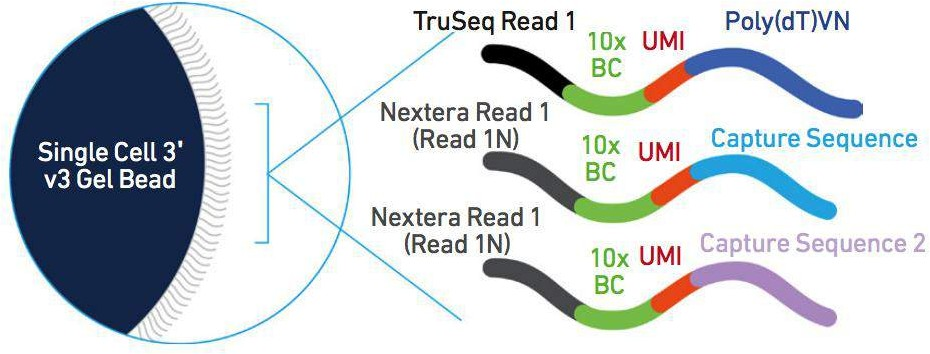 Single Cell 3'
v3 Gel Bead
TruSeq Read 1
10x
BC
UMI
Poly(dT)VN
Nextera Read 1
(Read 1N)
10x
BC
UMI
Capture Sequence
Nextera Read 1
(Read 1N)
10x
BC
UMI
Capture Sequence 2